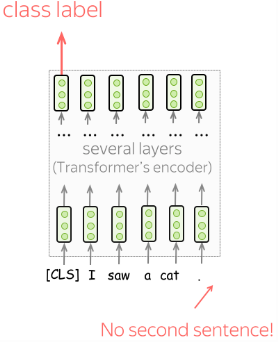 class label
... ... ... ... ... ...
several layers
(Transformer's encoder)
[CLS] I saw a cat .
No second sentence!